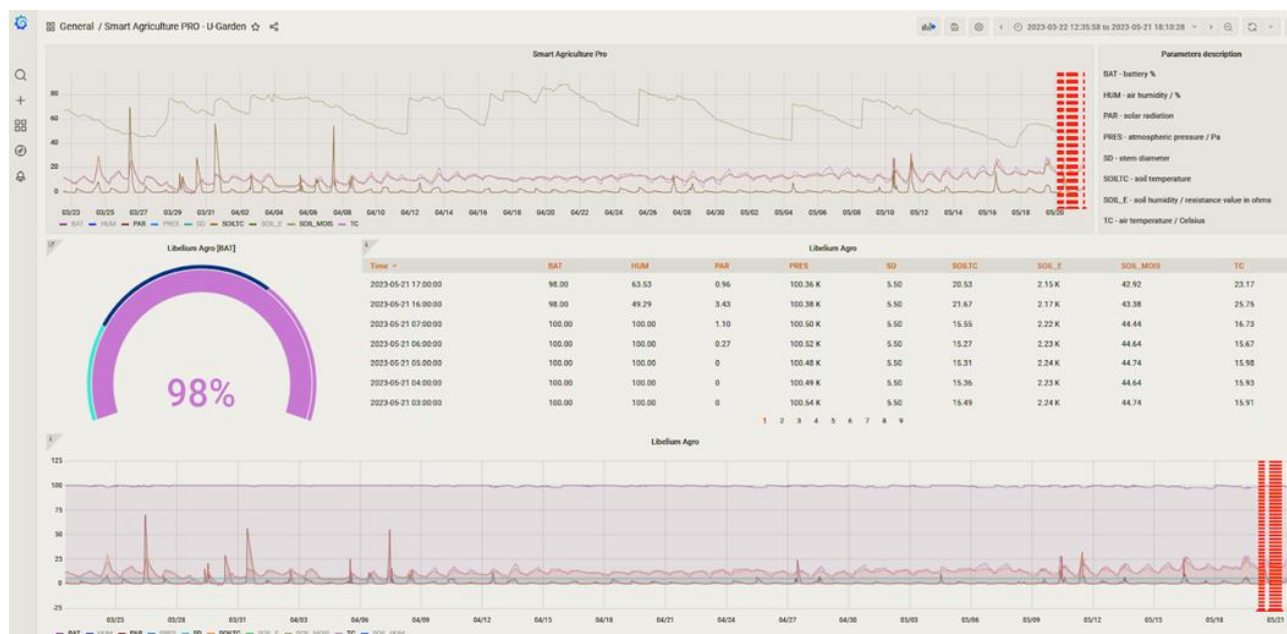 General / Smart Agriculture PRO - U-Garden
2023-03-22 12:35:58 to 2023-05-21 18:10:28
Smart Agriculture Pro
80
60
40
20
0
03/23 03/25 03/27 03/29 03/31 04/02 04/04 04/06 04/08 04/10 04/12 04/14 04/16 04/18 04/20 04/22 04/24 04/26 04/28 04/30 05/02 05/04 05/06 05/08 05/10 05/12 05/14 05/16 05/18 05/20
BAT HUM PAR PRES SD SOILTC SOIL_E SOIL_MOIS TC
Parameters description
BAT - battery %
HUM - air humidity / %
PAR - solar radiation
PRES - atmospheric pressure / Pa
SD - stem diameter
SOILTC - soil temperature
SOIL_E - soil humidity / resistance value in ohms
TC - air temperature / Celsius
Libelium Agro [BAT]
98%
Libelium Agro
Time BAT HUM PAR PRES SD SOILTC SOIL_E SOIL_MOIS TC
2023-05-21 17:00:00 98.00 63.53 0.96 100.36 K 5.50 20.53 2.15 K 42.92 23.17
2023-05-21 16:00:00 98.00 49.29 3.43 100.38 K 5.50 21.67 2.17 K 43.38 25.75
2023-05-21 07:00:00 100.00 100.00 1.10 100.50 K 5.50 15.55 2.22 K 44.44 16.73
2023-05-21 06:00:00 100.00 100.00 0.27 100.52 K 5.50 15.27 2.23 K 44.64 15.67
2023-05-21 05:00:00 100.00 100.00 0 100.48 K 5.50 15.31 2.24 K 44.74 15.98
2023-05-21 04:00:00 100.00 100.00 0 100.49 K 5.50 15.36 2.23 K 44.64 15.93
2023-05-21 03:00:00 100.00 100.00 0 100.54 K 5.50 15.49 2.24 K 44.74 15.91
1 2 3 4 5 6 7 8 9
Libelium Agro
125
100
75
50
25
0
-25
03/25 03/28 03/31 04/03 04/06 04/09 04/12 04/15 04/18 04/21 04/24 04/27 04/30 05/03 05/06 05/09 05/12 05/15 05/18 05/21
BAT HUM PAR PRES SD SOILTC SOIL_E SOIL_MOIS TC SOIL_HUM